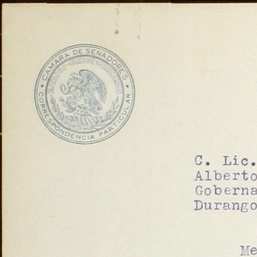 CAMARA DE SENADORES
CORRESPONDENCIA PARTICULAR
C. Lic.
Alberto
Goberna
Durango
Me